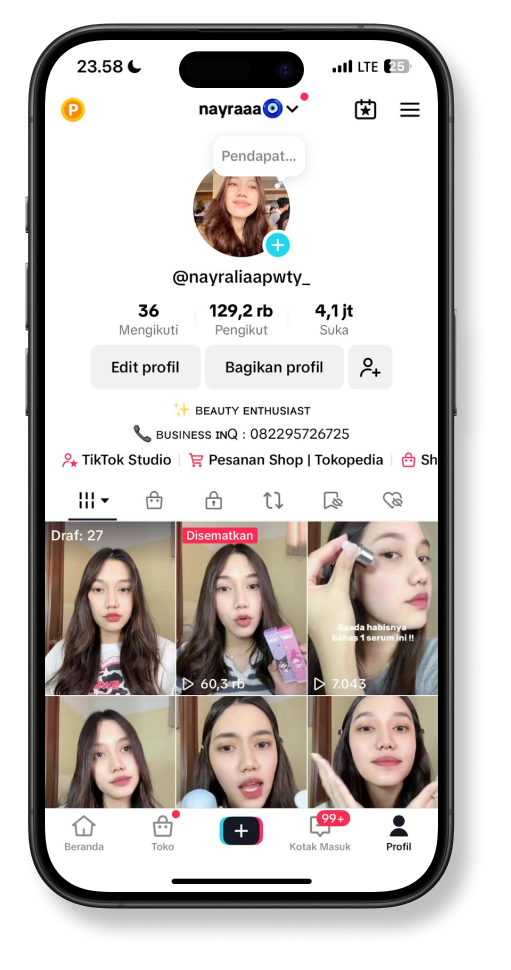 23.58
LTE 25
P
nayraaa🧿
Pendapat...
@nayraliaapwty_
36 129,2 rb 4,1 jt
Mengikuti Pengikut Suka
Edit profil Bagikan profil
✨ BEAUTY ENTHUSIAST
📞 BUSINESS INQ : 082295726725
TikTok Studio Pesanan Shop | Tokopedia Sh
Draf: 27
Disematkan
Gaada habisnya
bahas 1 serum ini !!
60,3 rb
7.043
99+
Beranda Toko Kotak Masuk Profil